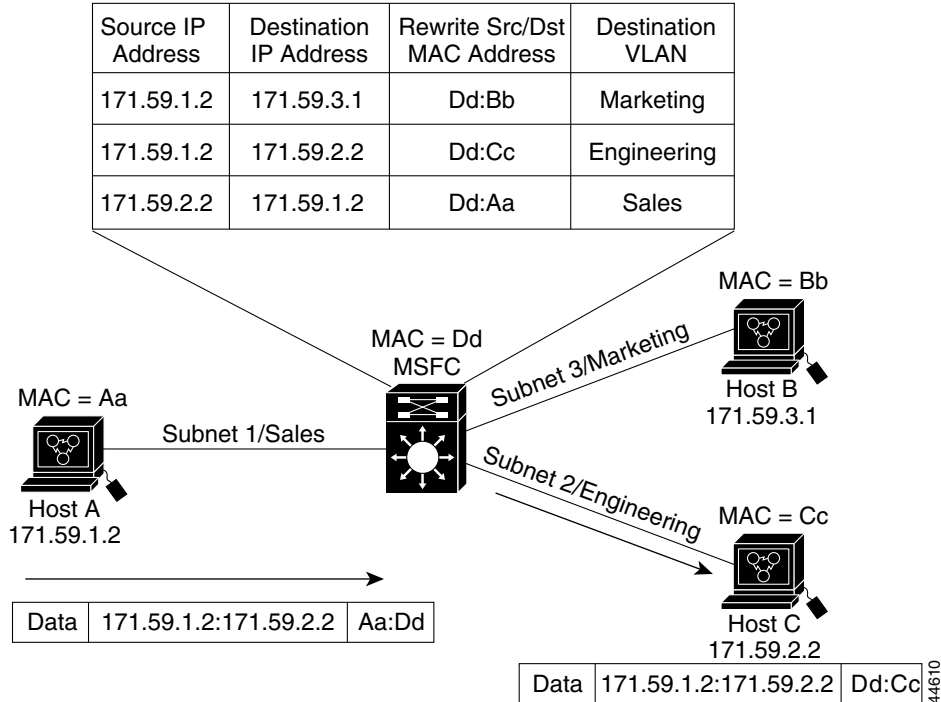 Source IP Address
Destination IP Address
Rewrite Src/Dst MAC Address
Destination VLAN
171.59.1.2
171.59.3.1
Dd:Bb
Marketing
171.59.1.2
171.59.2.2
Dd:Cc
Engineering
171.59.2.2
171.59.1.2
Dd:Aa
Sales
MAC = Bb
MAC = Dd
MSFC
Subnet 3/Marketing
Host B
171.59.3.1
MAC = Aa
Subnet 1/Sales
Host A
171.59.1.2
Subnet 2/Engineering
MAC = Cc
Host C
171.59.2.2
Data 171.59.1.2:171.59.2.2 Aa:Dd
Data 171.59.1.2:171.59.2.2 Dd:Cc
44610